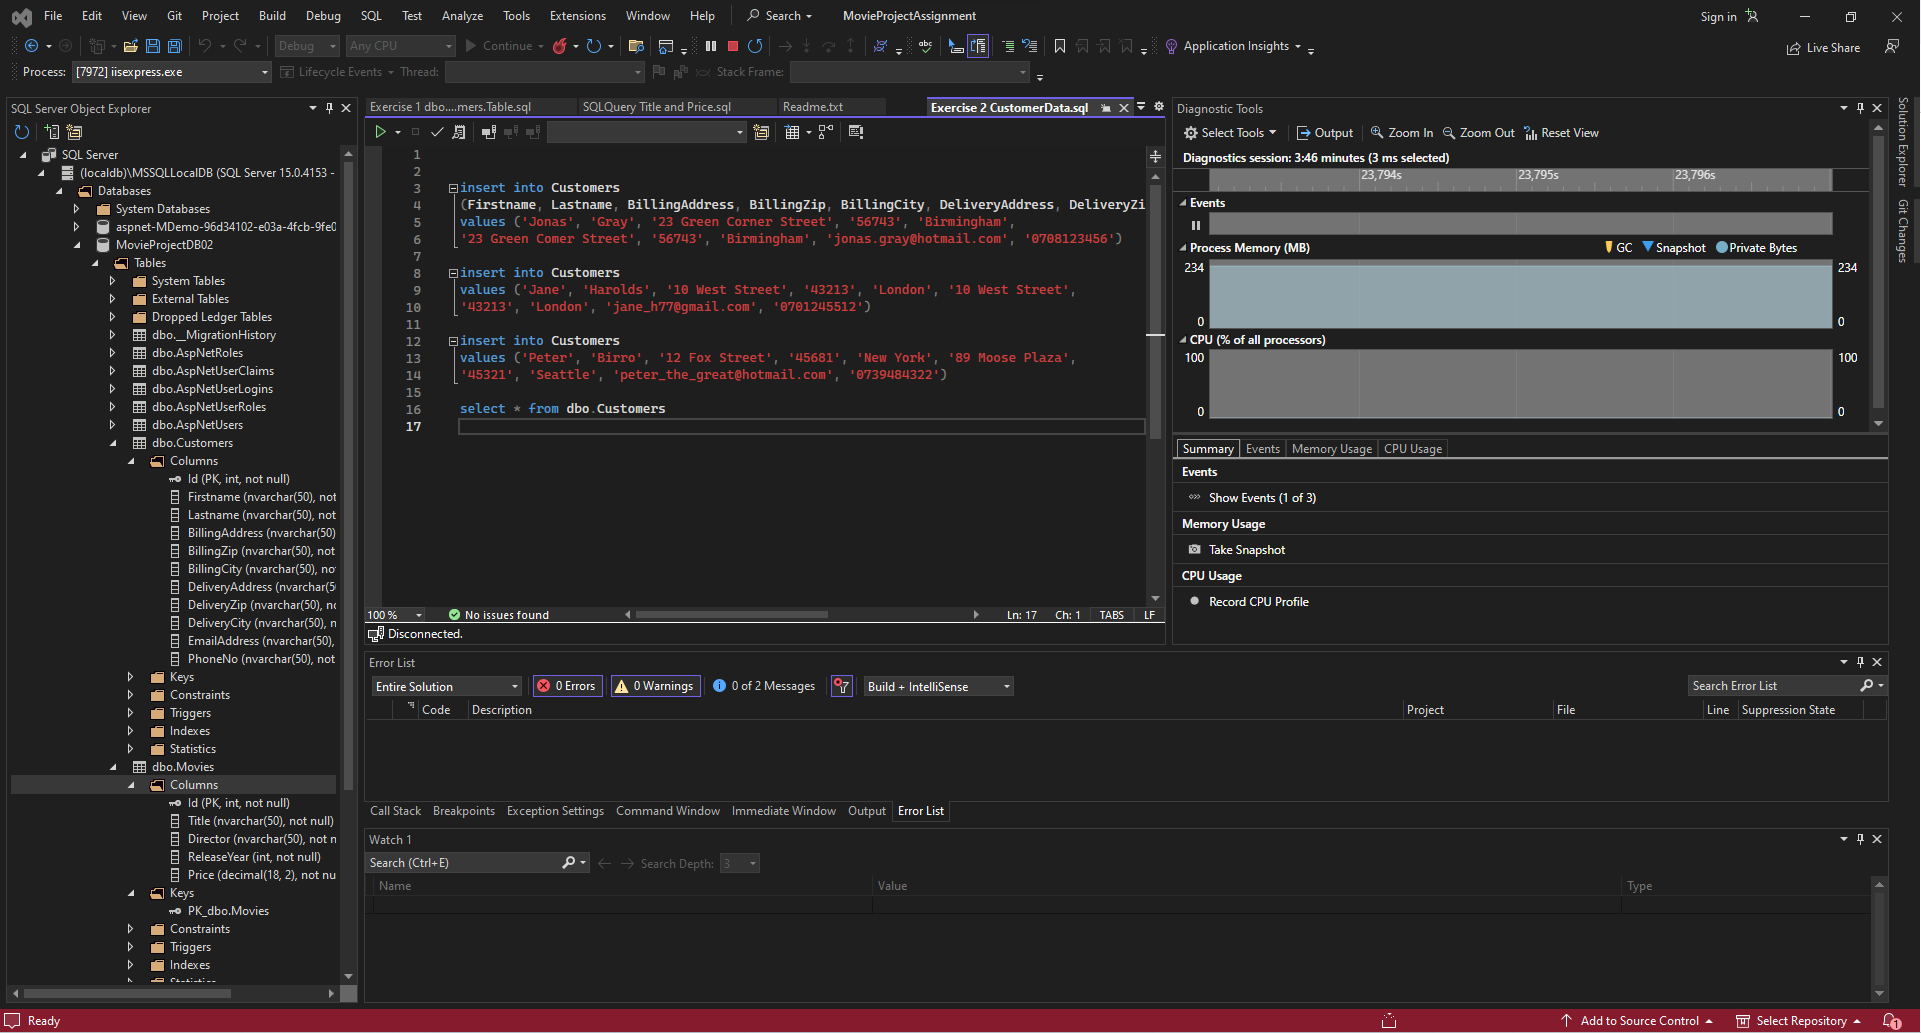 File Edit View Git Project Build Debug SQL Test Analyze Tools Extensions Window Help Search MovieProjectAssignment Sign in
Debug Any CPU Continue Application Insights Live Share
Process: [7972] iisexpress.exe Lifecycle Events Thread: Stack Frame:
SQL Server Object Explorer
SQL Server
(localdb)\MSSQLLocalDB (SQL Server 15.0.4153 -
Databases
System Databases
aspnet-MDemo-96d34102-e03a-4fcb-9fe0
MovieProjectDB02
Tables
System Tables
External Tables
Dropped Ledger Tables
dbo.__MigrationHistory
dbo.AspNetRoles
dbo.AspNetUserClaims
dbo.AspNetUserLogins
dbo.AspNetUserRoles
dbo.AspNetUsers
dbo.Customers
Columns
Id (PK, int, not null)
Firstname (nvarchar(50), not
Lastname (nvarchar(50), not
BillingAddress (nvarchar(50)
BillingZip (nvarchar(50), not
BillingCity (nvarchar(50), no
DeliveryAddress (nvarchar(5
DeliveryZip (nvarchar(50), n
DeliveryCity (nvarchar(50), n
EmailAddress (nvarchar(50),
PhoneNo (nvarchar(50), not
Keys
Constraints
Triggers
Indexes
Statistics
dbo.Movies
Columns
Id (PK, int, not null)
Title (nvarchar(50), not null)
Director (nvarchar(50), not n
ReleaseYear (int, not null)
Price (decimal(18, 2), not nu
Keys
PK_dbo.Movies
Constraints
Triggers
Indexes
Exercise 1 dbo....mers.Table.sql SQLQuery Title and Price.sql Readme.txt Exercise 2 CustomerData.sql
1
2
3 insert into Customers
4 (Firstname, Lastname, BillingAddress, BillingZip, BillingCity, DeliveryAddress, DeliveryZi
5 values ('Jonas', 'Gray', '23 Green Corner Street', '56743', 'Birmingham'
6 '23 Green Comer Street', '56743', 'Birmingham', 'jonas.gray@hotmail.com', '0708123456')
7
8 insert into Customers
9 values ('Jane', 'Harolds', '10 West Street', '43213', 'London', '10 West Street',
10 '43213', 'London', 'jane_h77@gmail.com', '0701245512')
11
12 insert into Customers
13 values ('Peter', 'Birro', '12 Fox Street', '45681', 'New York', '89 Moose Plaza',
14 '45321', 'Seattle', 'peter_the_great@hotmail.com', '0739484322')
15
16 select * from dbo.Customers
17
100 % No issues found Ln: 17 Ch: 1 TABS LF
Disconnected.
Diagnostic Tools
Select Tools Output Zoom In Zoom Out Reset View
Diagnostics session: 3:46 minutes (3 ms selected)
23,794s 23,795s 23,796s
Events
Process Memory (MB) GC Snapshot Private Bytes
234 234
0 0
CPU (% of all processors)
100 100
0 0
Summary Events Memory Usage CPU Usage
Events
Show Events (1 of 3)
Memory Usage
Take Snapshot
CPU Usage
Record CPU Profile
Solution Explorer
Git Changes
Error List
Entire Solution 0 Errors 0 Warnings 0 of 2 Messages Build + IntelliSense Search Error List
Code Description Project File Line Suppression State
Call Stack Breakpoints Exception Settings Command Window Immediate Window Output Error List
Watch 1
Search (Ctrl+E) Search Depth: 3
Name Value Type
Ready Add to Source Control Select Repository 1